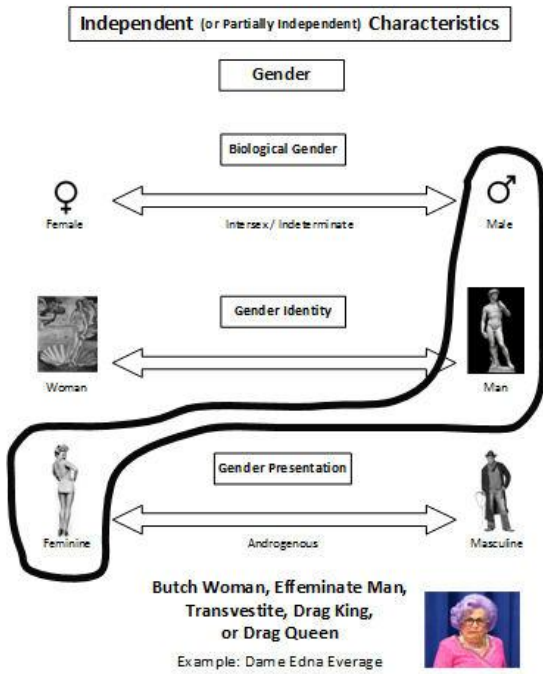 Independent (or Partially Independent) Characteristics
Gender
Biological Gender
Female
Intersex / Indeterminate
Male
Gender Identity
Woman
Man
Gender Presentation
Feminine
Androgenous
Masculine
Butch Woman, Effeminate Man,
Transvestite, Drag King,
or Drag Queen
Example: Dame Edna Everage